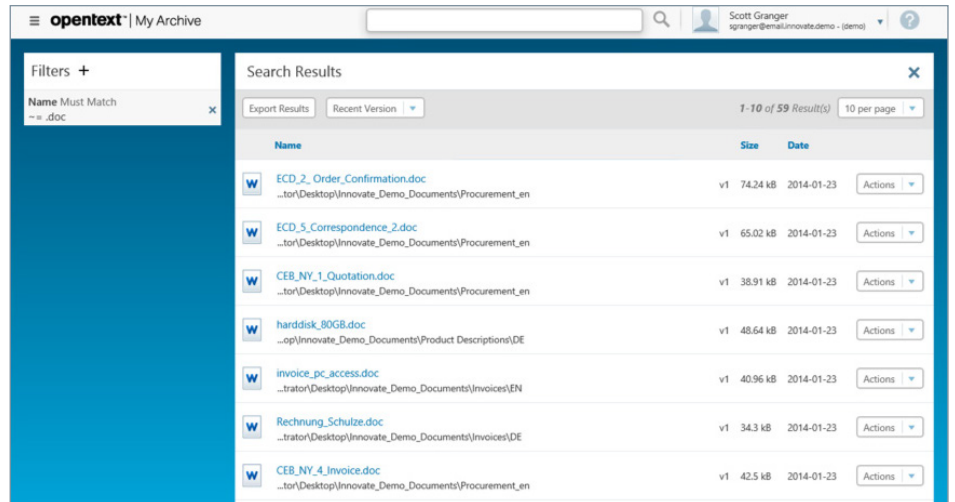 opentext™ | My Archive
Scott Granger
sgranger@email.innovate.demo - (demo)
?
Filters +
Name Must Match
~= .doc
Search Results
Export Results
Recent Version
1-10 of 59 Result(s)
10 per page
Name Size Date
ECD_2_ Order_Confirmation.doc
...tor\Desktop\Innovate_Demo_Documents\Procurement_en
v1 74.24 kB 2014-01-23 Actions
ECD_5_Correspondence_2.doc
...tor\Desktop\Innovate_Demo_Documents\Procurement_en
v1 65.02 kB 2014-01-23 Actions
CEB_NY_1_Quotation.doc
...tor\Desktop\Innovate_Demo_Documents\Procurement_en
v1 38.91 kB 2014-01-23 Actions
harddisk_80GB.doc
...op\Innovate_Demo_Documents\Product Descriptions\DE
v1 48.64 kB 2014-01-23 Actions
invoice_pc_access.doc
...trator\Desktop\Innovate_Demo_Documents\Invoices\EN
v1 40.96 kB 2014-01-23 Actions
Rechnung_Schulze.doc
...trator\Desktop\Innovate_Demo_Documents\Invoices\DE
v1 34.3 kB 2014-01-23 Actions
CEB_NY_4_Invoice.doc
...tor\Desktop\Innovate_Demo_Documents\Procurement_en
v1 42.5 kB 2014-01-23 Actions